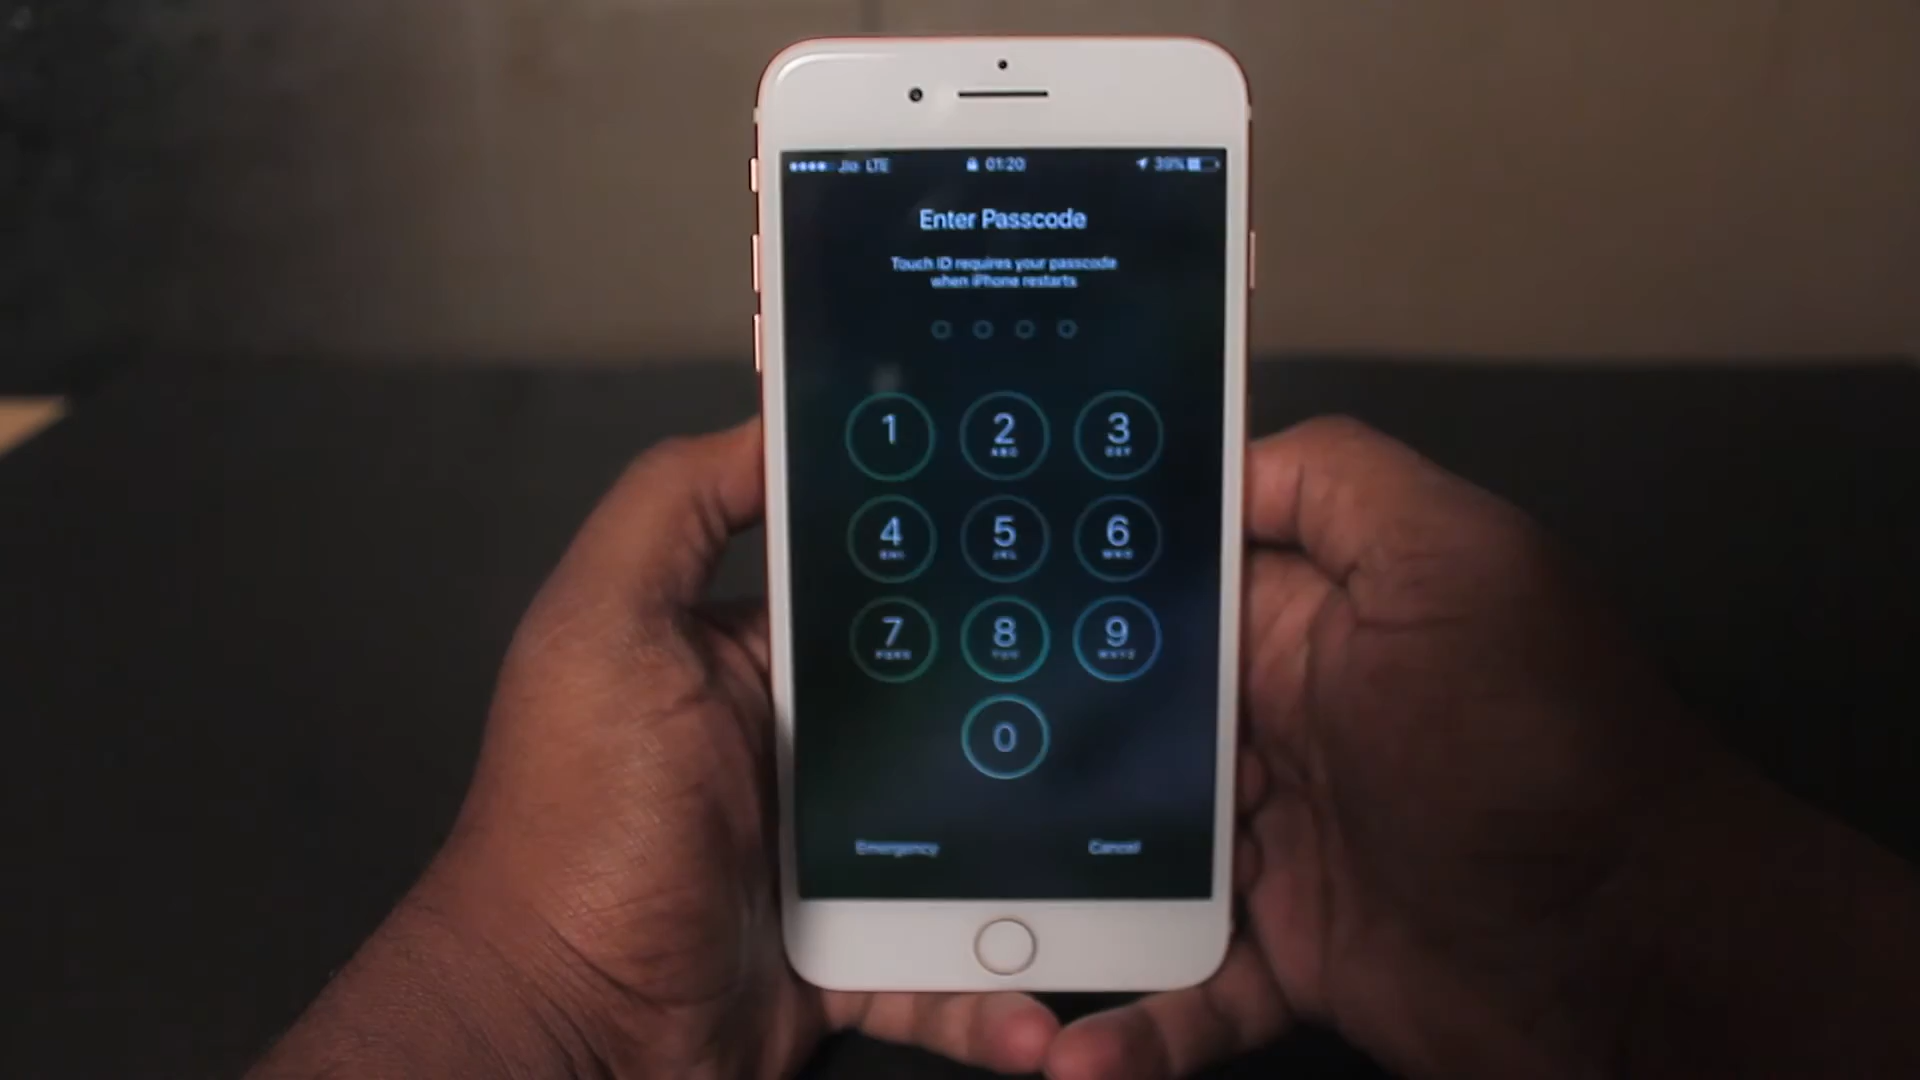 Jio LTE 01:20 39%
Enter Passcode
Touch ID requires your passcode
when iPhone restarts
1 2 3
ABC DEF
4 5 6
GHI JKL MNO
7 8 9
PQRS TUV WXYZ
0
Emergency Cancel